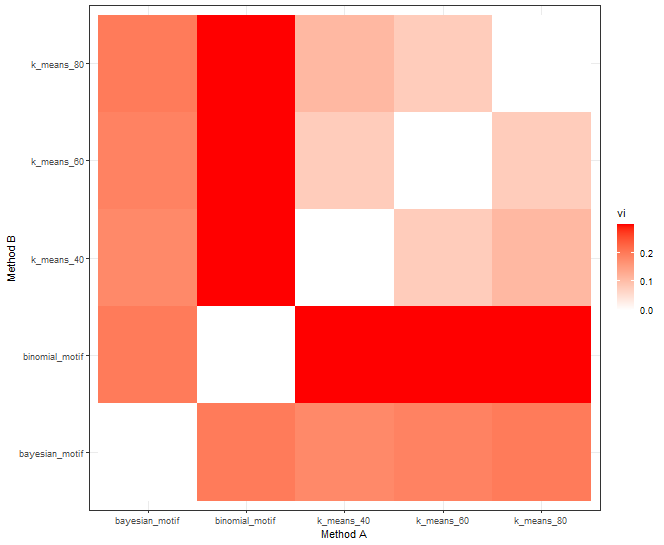 k_means_80
k_means_60
k_means_40
binomial_motif
bayesian_motif
Method B
bayesian_motif
binomial_motif
k_means_40
k_means_60
k_means_80
Method A
vi
0.2
0.1
0.0